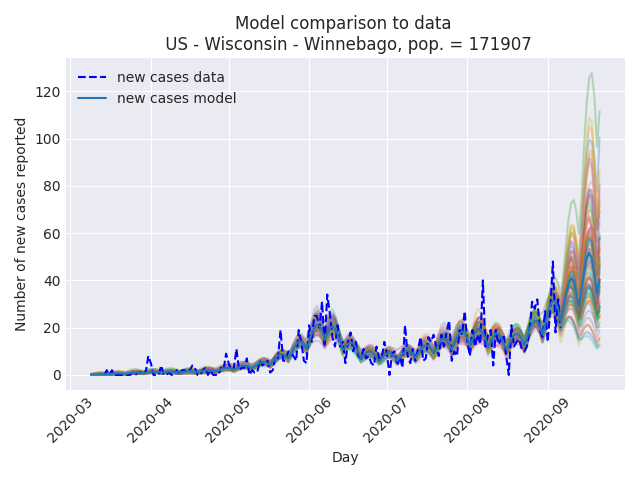 Model comparison to data
US - Wisconsin - Winnebago, pop. = 171907
new cases data
new cases model
Number of new cases reported
120
100
80
60
40
20
0
2020-03
2020-04
2020-05
2020-06
2020-07
2020-08
2020-09
Day